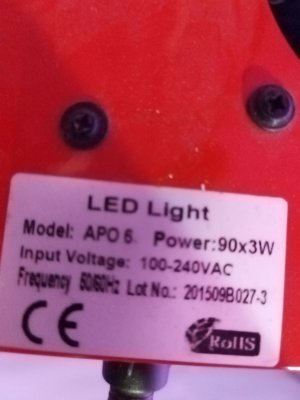 LED Light
Model: APO 6. Power:90x3W
Input Voltage: 100-240VAC
Frequency 50/60Hz Lot No.: 201509B027-3
CE RoHS